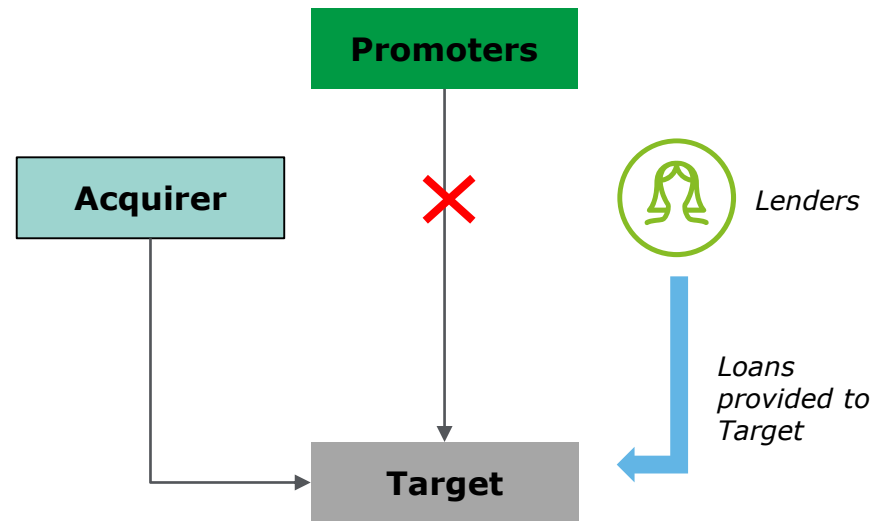 Promoters
Acquirer
Lenders
Loans
provided to
Target
Target